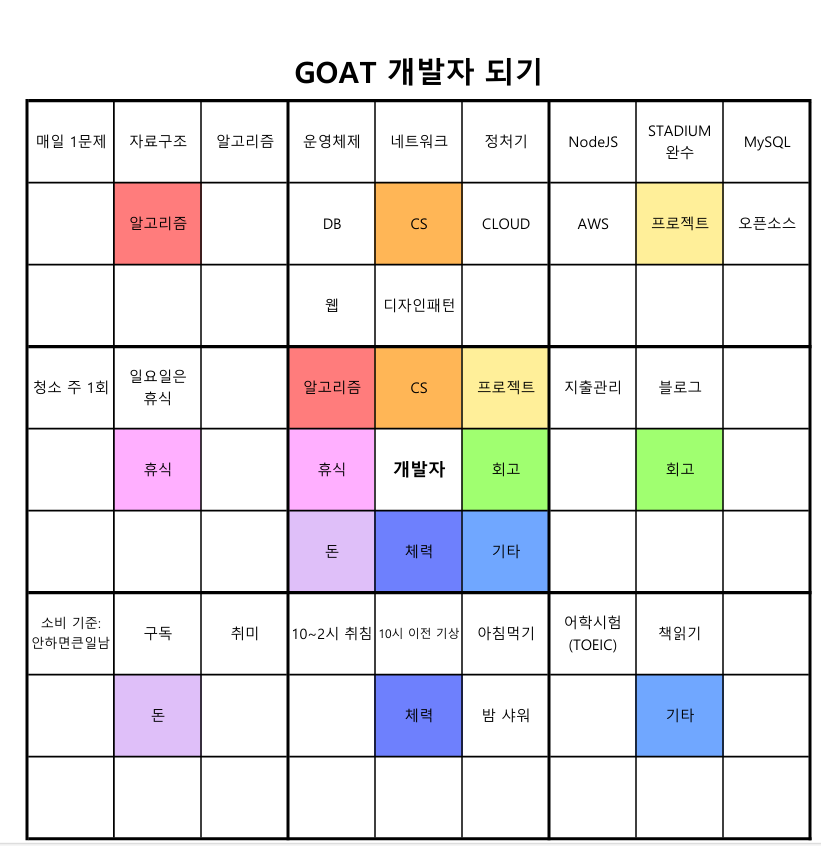 GOAT 개발자 되기
매일 1문제 자료구조 알고리즘 운영체제 네트워크 정처기 NodeJS STADIUM 완수 MySQL
알고리즘 DB CS CLOUD AWS 프로젝트 오픈소스
웹 디자인패턴
청소 주 1회 일요일은 휴식 알고리즘 CS 프로젝트 지출관리 블로그
휴식 휴식 개발자 회고 회고
돈 체력 기타
소비 기준: 안하면큰일남 구독 취미 10~2시 취침 10시 이전 기상 아침먹기 어학시험 (TOEIC) 책읽기
돈 체력 밤 샤워 기타